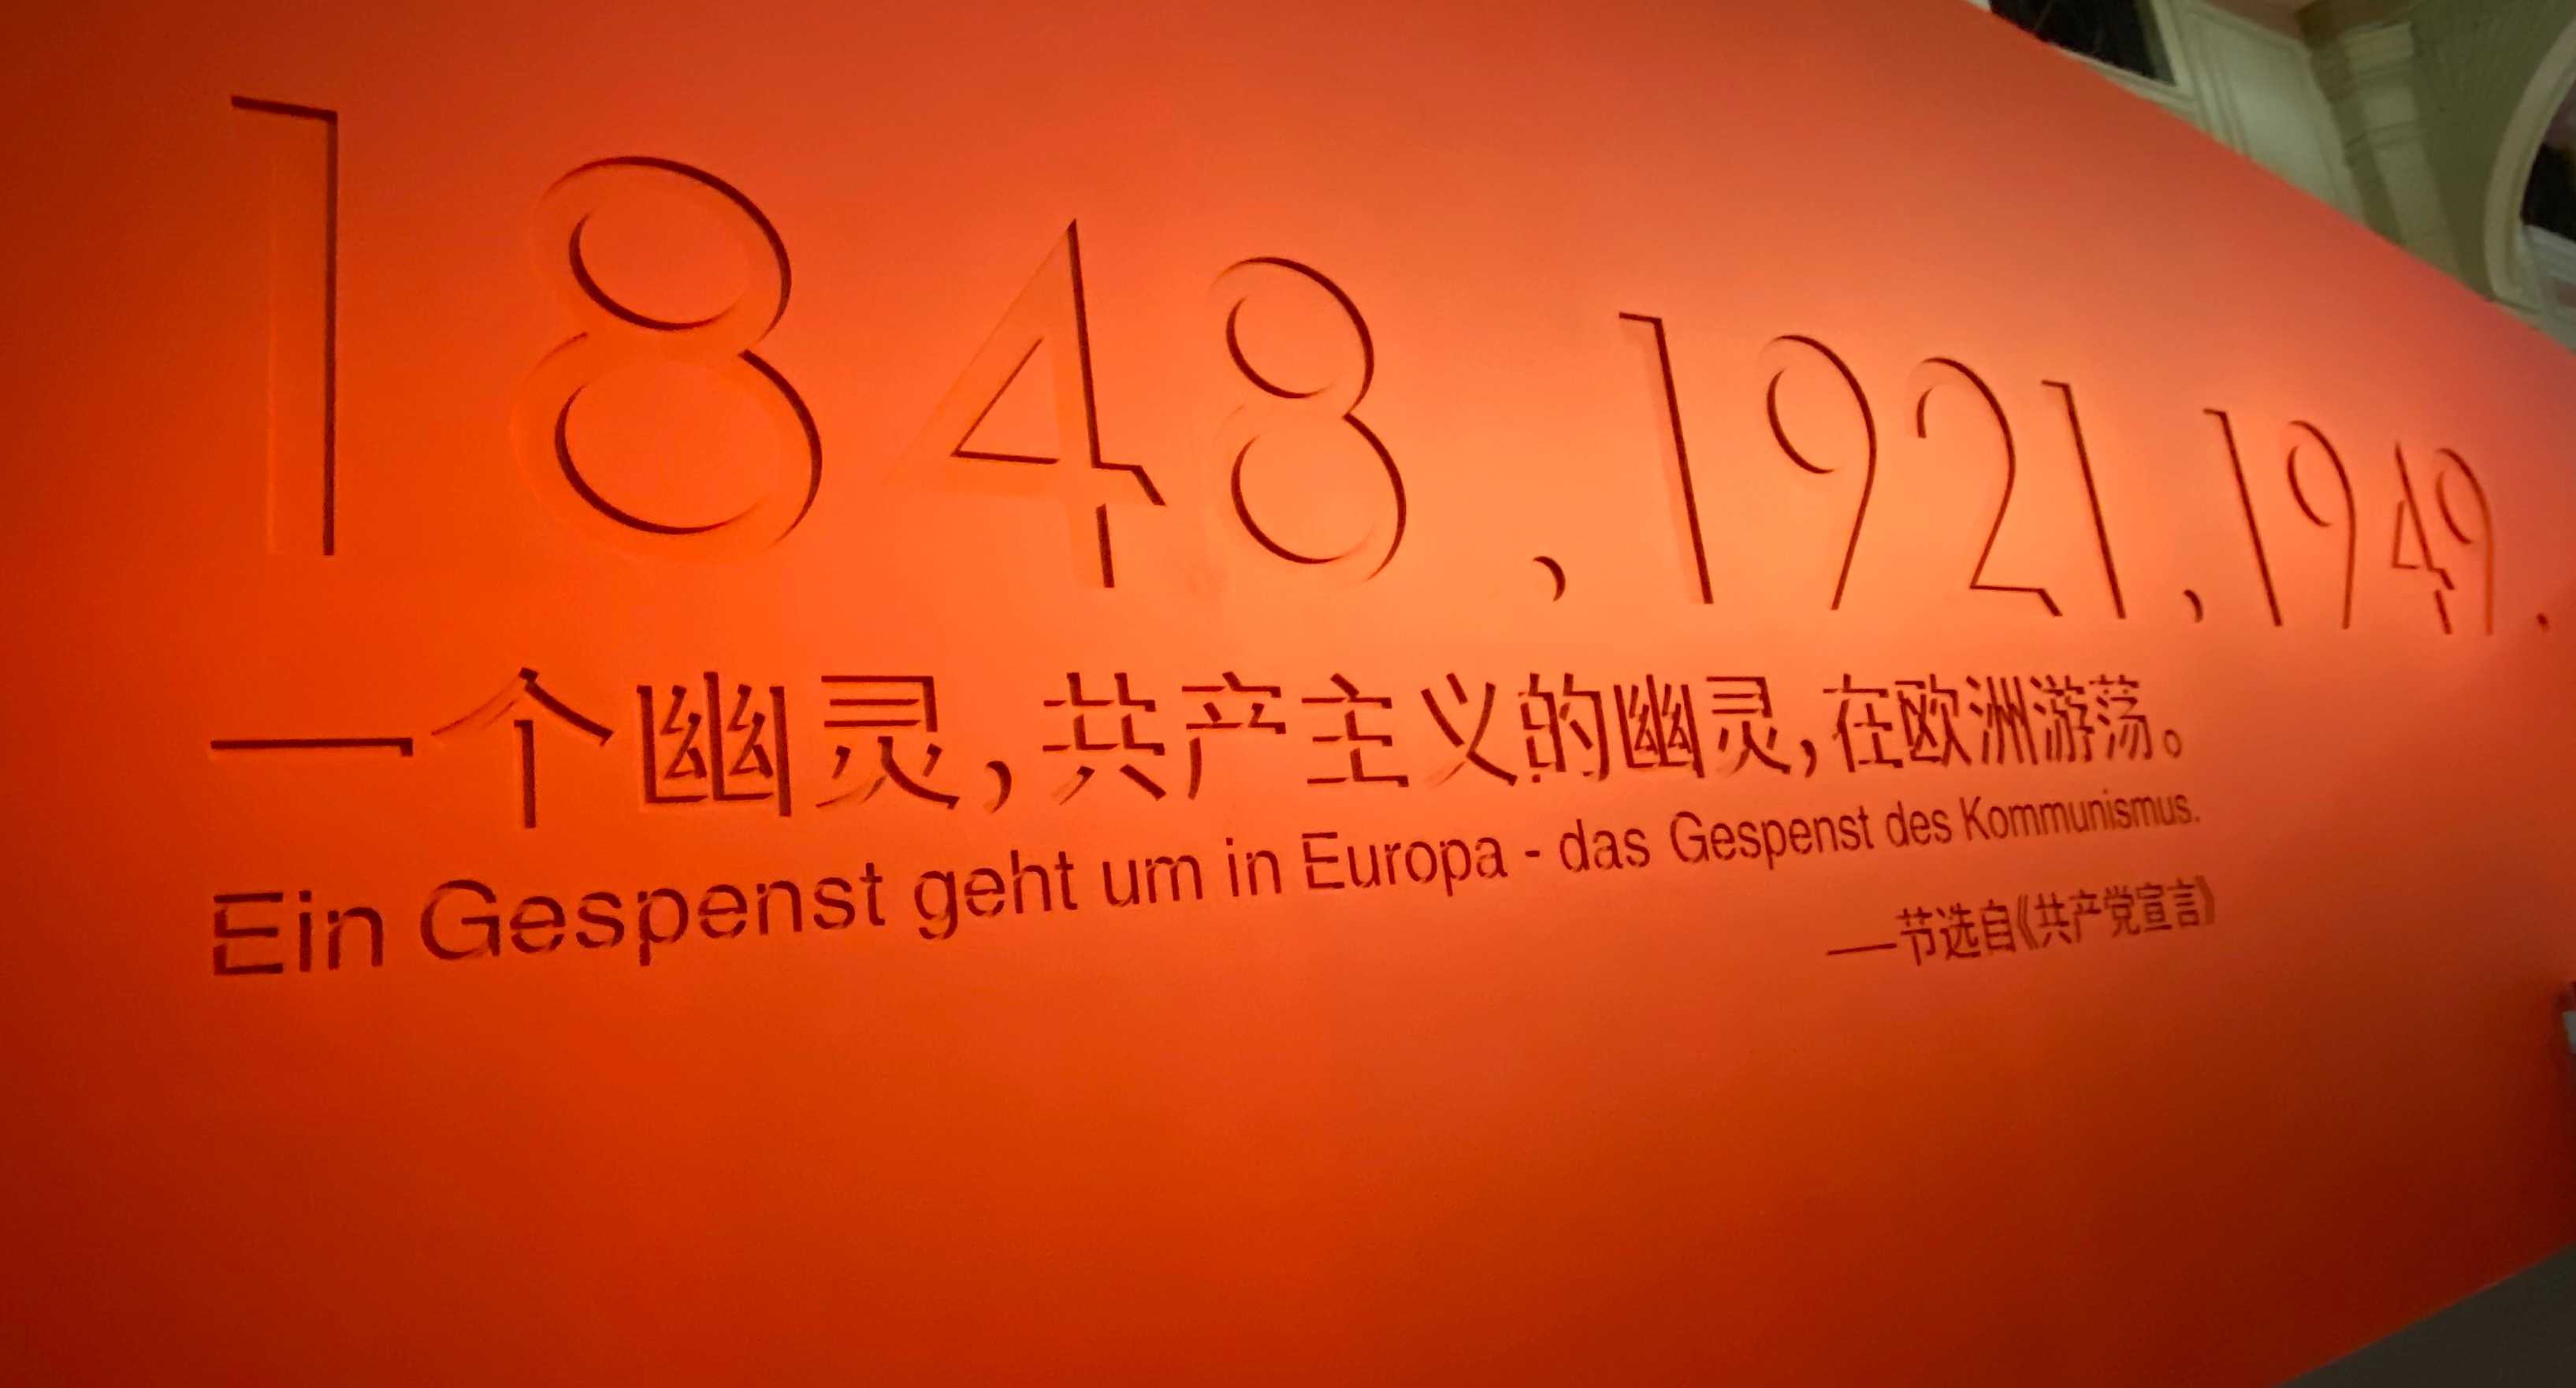 1848,1921,1949.
一个幽灵,共产主义的幽灵,在欧洲游荡。
Ein Gespenst geht um in Europa - das Gespenst des Kommunismus.
——节选自《共产党宣言》